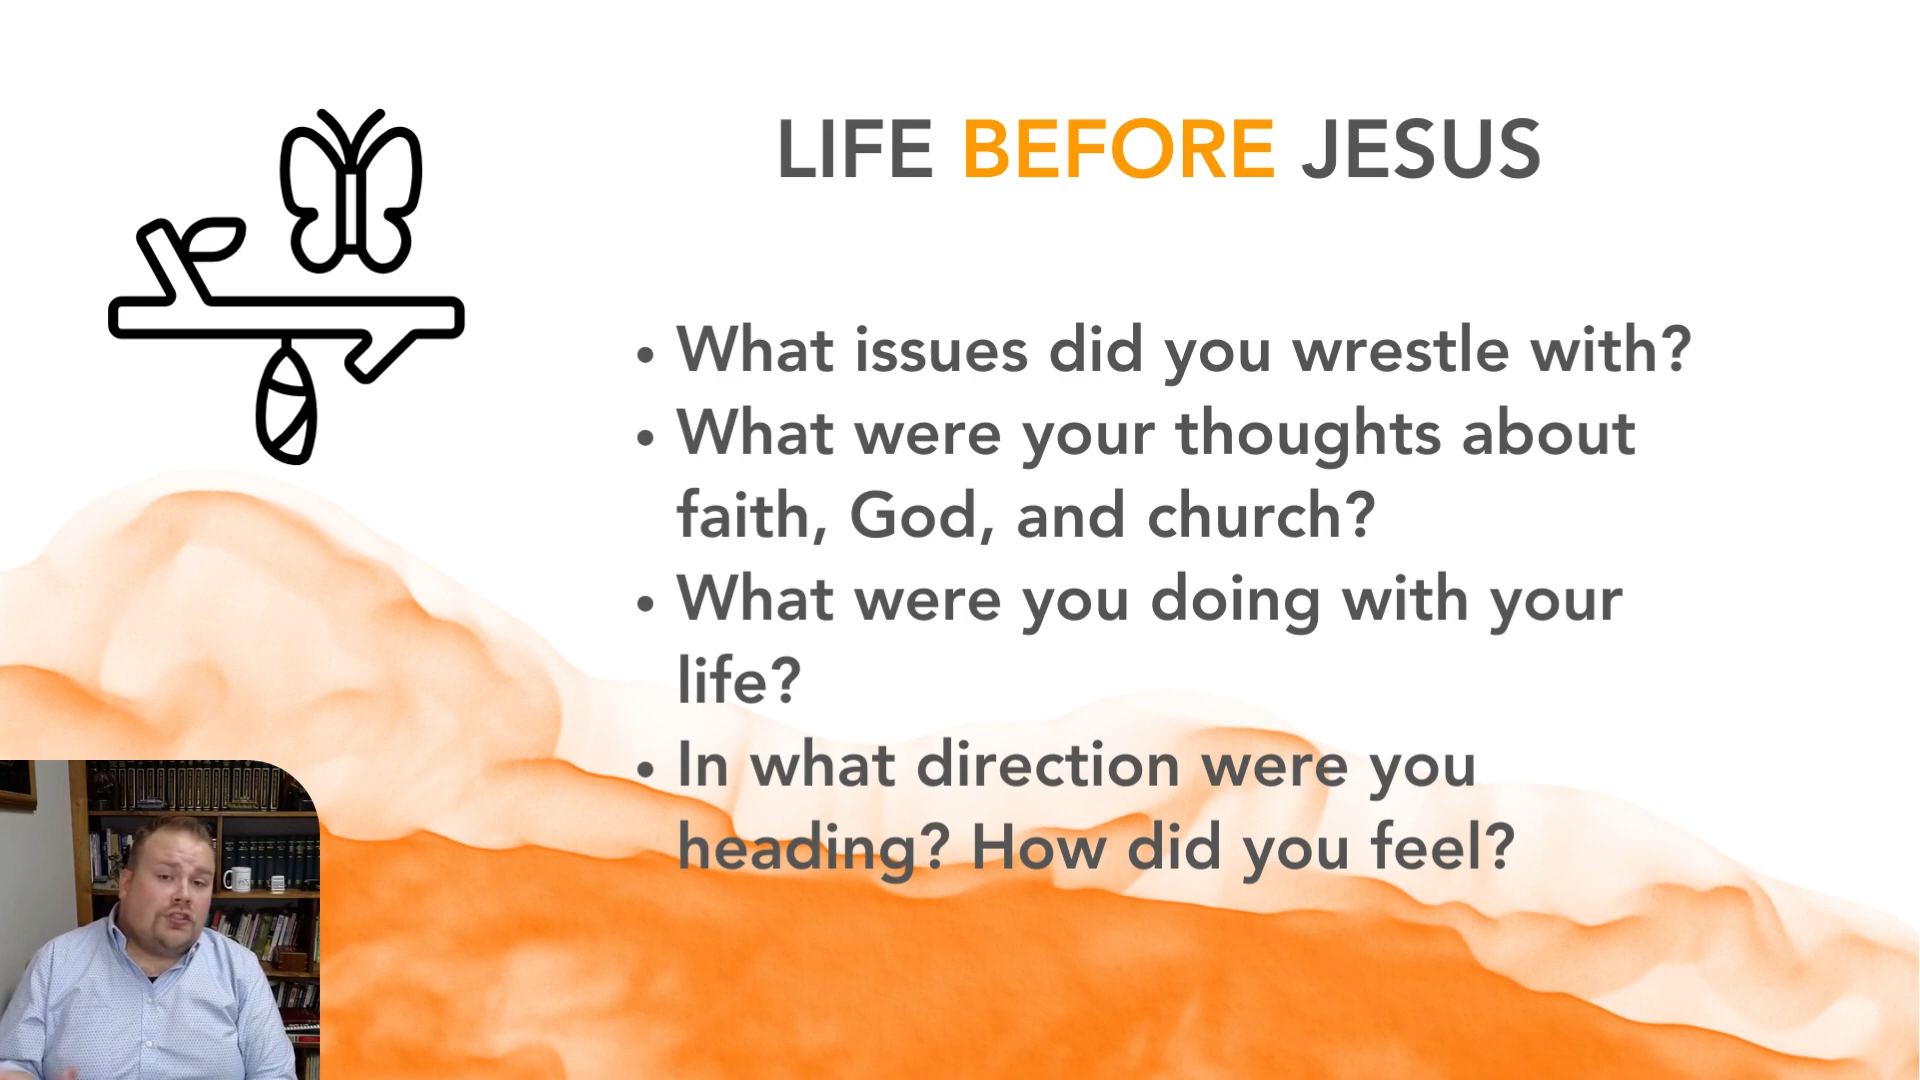 LIFE BEFORE JESUS
• What issues did you wrestle with?
• What were your thoughts about
faith, God, and church?
• What were you doing with your
life?
• In what direction were you
heading? How did you feel?